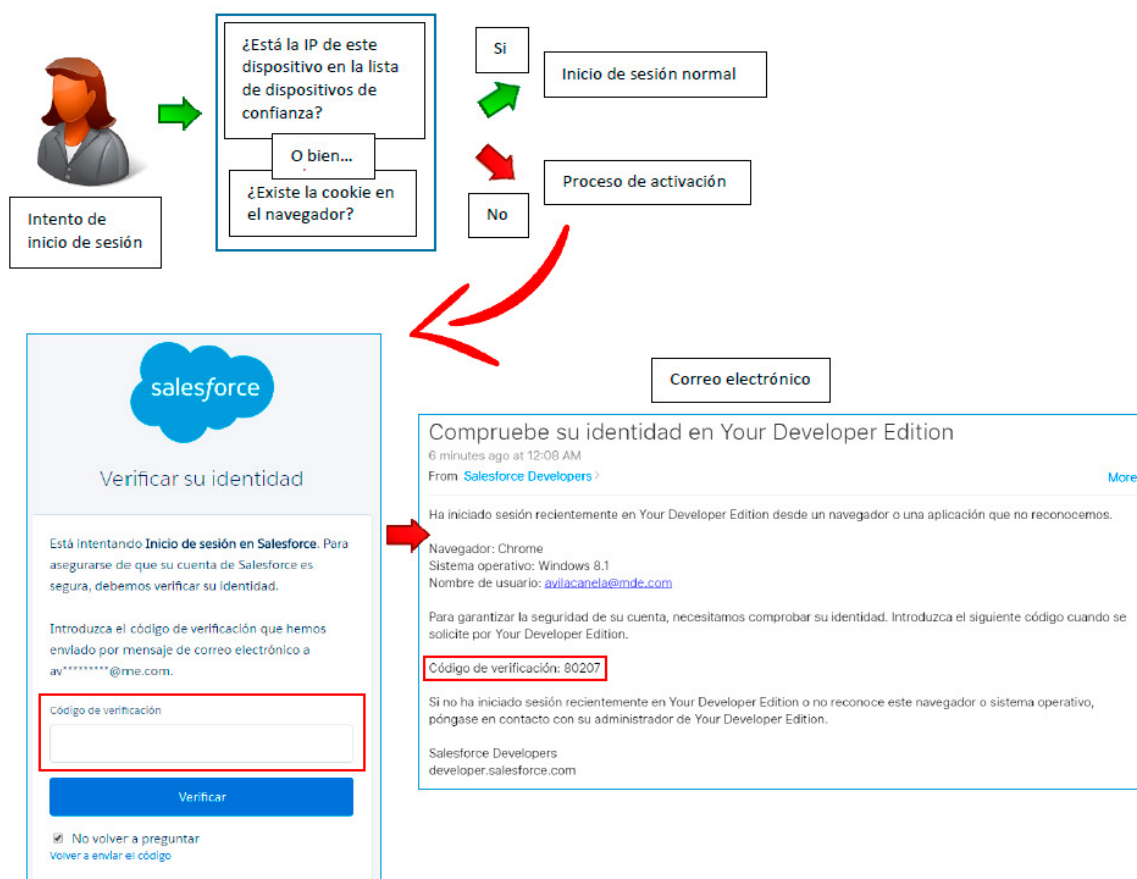 ¿Está la IP de este
dispositivo en la lista
de dispositivos de
confianza?
O bien...
¿Existe la cookie en
el navegador?
Si
Inicio de sesión normal
No
Proceso de activación
Intento de
inicio de sesión
salesforce
Verificar su identidad
Está intentando Inicio de sesión en Salesforce. Para
asegurarse de que su cuenta de Salesforce es
segura, debemos verificar su identidad.
Introduzca el código de verificación que hemos
enviado por mensaje de correo electrónico a
av*********@me.com.
Código de verificación
Verificar
No volver a preguntar
Volver a enviar el código
Correo electrónico
Compruebe su identidad en Your Developer Edition
6 minutes ago at 12:08 AM
From Salesforce Developers >
More
Ha iniciado sesión recientemente en Your Developer Edition desde un navegador o una aplicación que no reconocemos.
Navegador: Chrome
Sistema operativo: Windows 8.1
Nombre de usuario: avilacanela@mde.com
Para garantizar la seguridad de su cuenta, necesitamos comprobar su identidad. Introduzca el siguiente código cuando se
solicite por Your Developer Edition.
Código de verificación: 80207
Si no ha iniciado sesión recientemente en Your Developer Edition o no reconoce este navegador o sistema operativo,
póngase en contacto con su administrador de Your Developer Edition.
Salesforce Developers
developer.salesforce.com